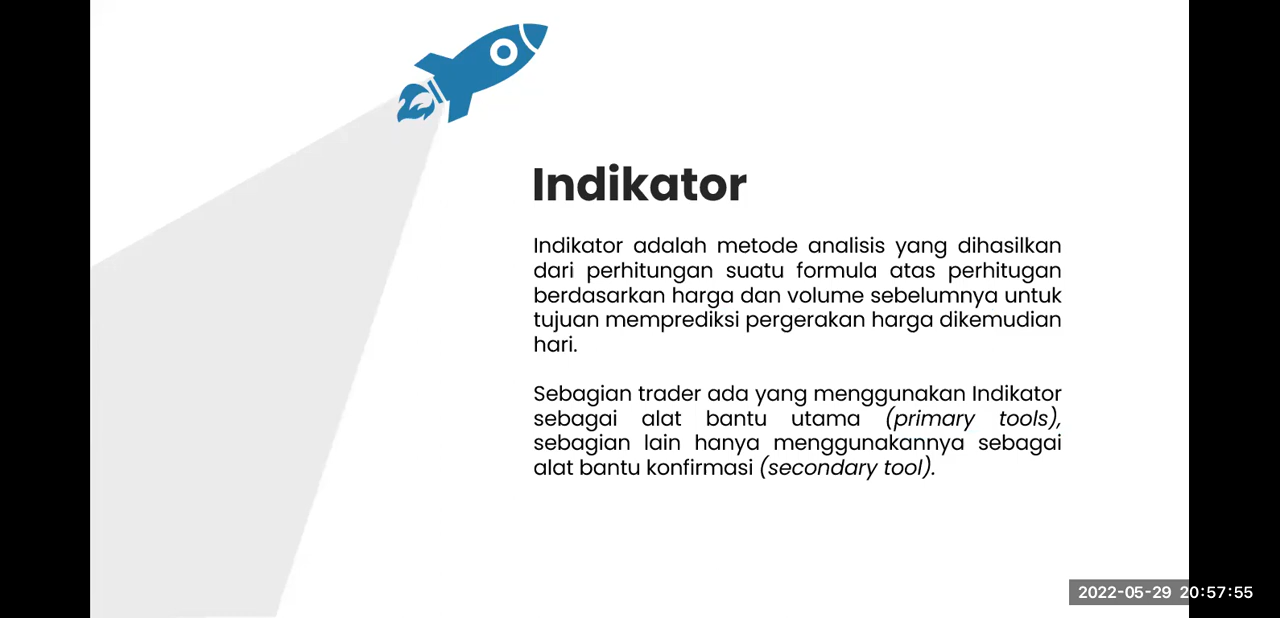 Indikator
Indikator adalah metode analisis yang dihasilkan
dari perhitungan suatu formula atas perhitugan
berdasarkan harga dan volume sebelumnya untuk
tujuan memprediksi pergerakan harga dikemudian
hari.
Sebagian trader ada yang menggunakan Indikator
sebagai alat bantu utama (primary tools),
sebagian lain hanya menggunakannya sebagai
alat bantu konfirmasi (secondary tool).
2022-05-29 20:57:55